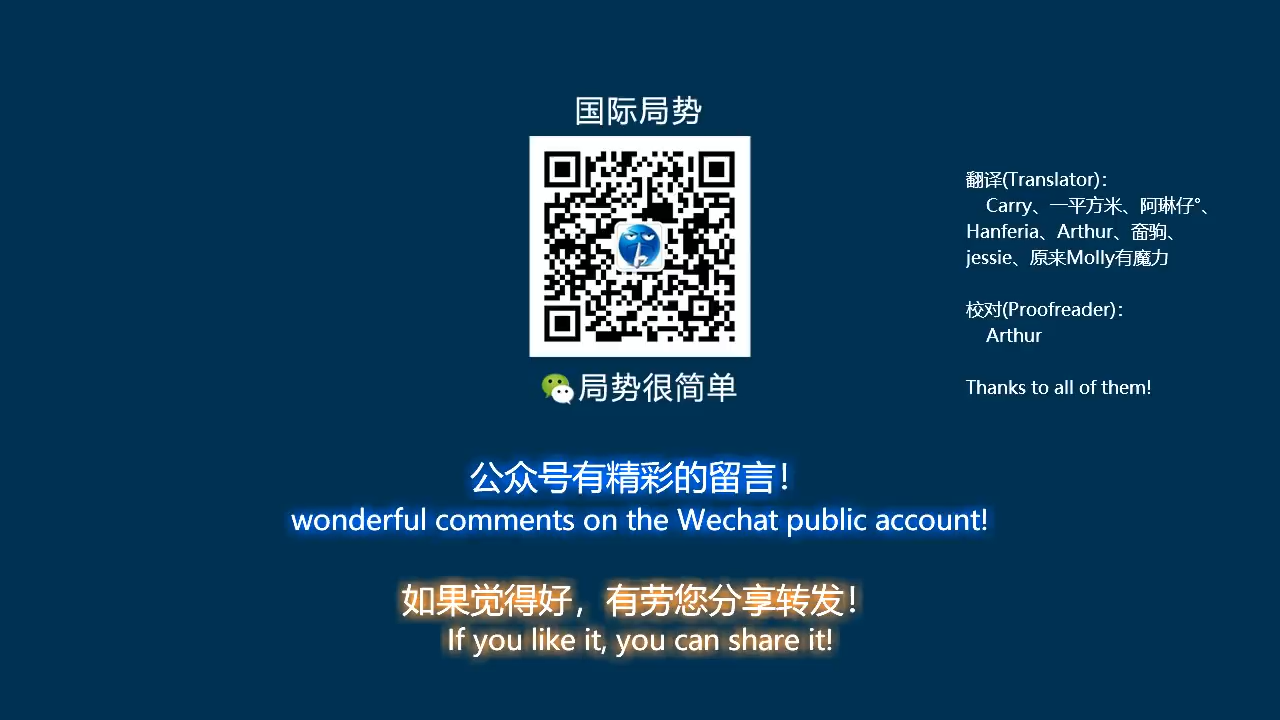 国际局势
局势很简单
翻译(Translator)：
Carry、一平方米、阿琳仔°、
Hanferia、Arthur、奋驹、
jessie、原来Molly有魔力
校对(Proofreader)：
Arthur
Thanks to all of them!
公众号有精彩的留言！
wonderful comments on the Wechat public account!
如果觉得好，有劳您分享转发！
If you like it, you can share it!